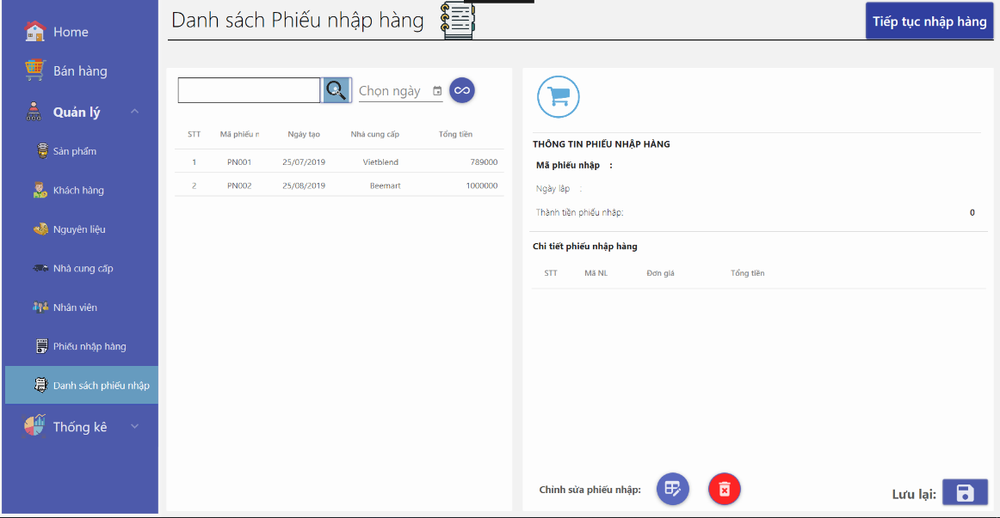 Home
Bán hàng
Quản lý
Sản phẩm
Khách hàng
Nguyên liệu
Nhà cung cấp
Nhân viên
Phiếu nhập hàng
Danh sách phiếu nhập
Thống kê
Danh sách Phiếu nhập hàng
Tiếp tục nhập hàng
Chọn ngày
STT Mã phiếu n Ngày tạo Nhà cung cấp Tổng tiền
1 PN001 25/07/2019 Vietblend 789000
2 PN002 25/08/2019 Beemart 1000000
THÔNG TIN PHIẾU NHẬP HÀNG
Mã phiếu nhập :
Ngày lập :
Thành tiền phiếu nhập: 0
Chi tiết phiếu nhập hàng
STT Mã NL Đơn giá Tổng tiền
Chỉnh sửa phiếu nhập:
Lưu lại: